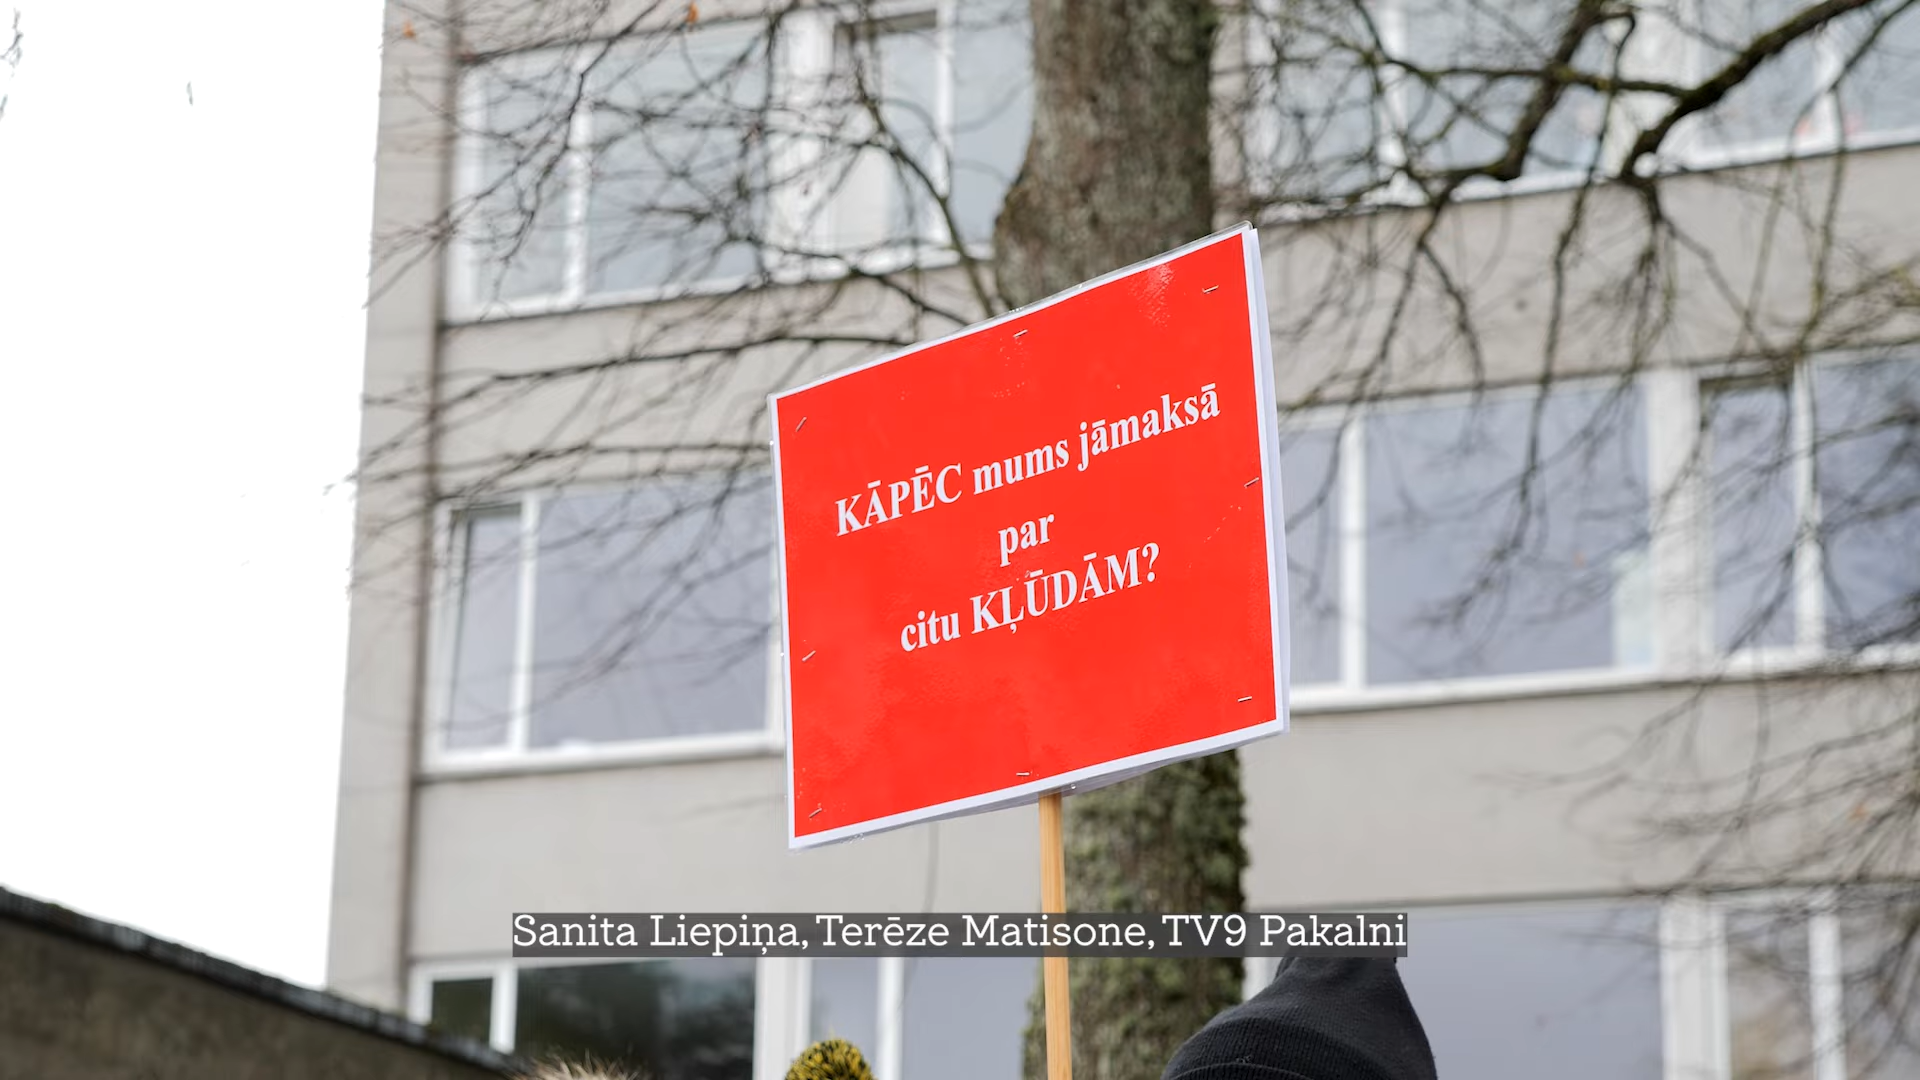 KĀPĒC mums jāmaksā
par
citu KĻŪDĀM?
Sanita Liepiņa, Terēze Matisone, TV9 Pakalni